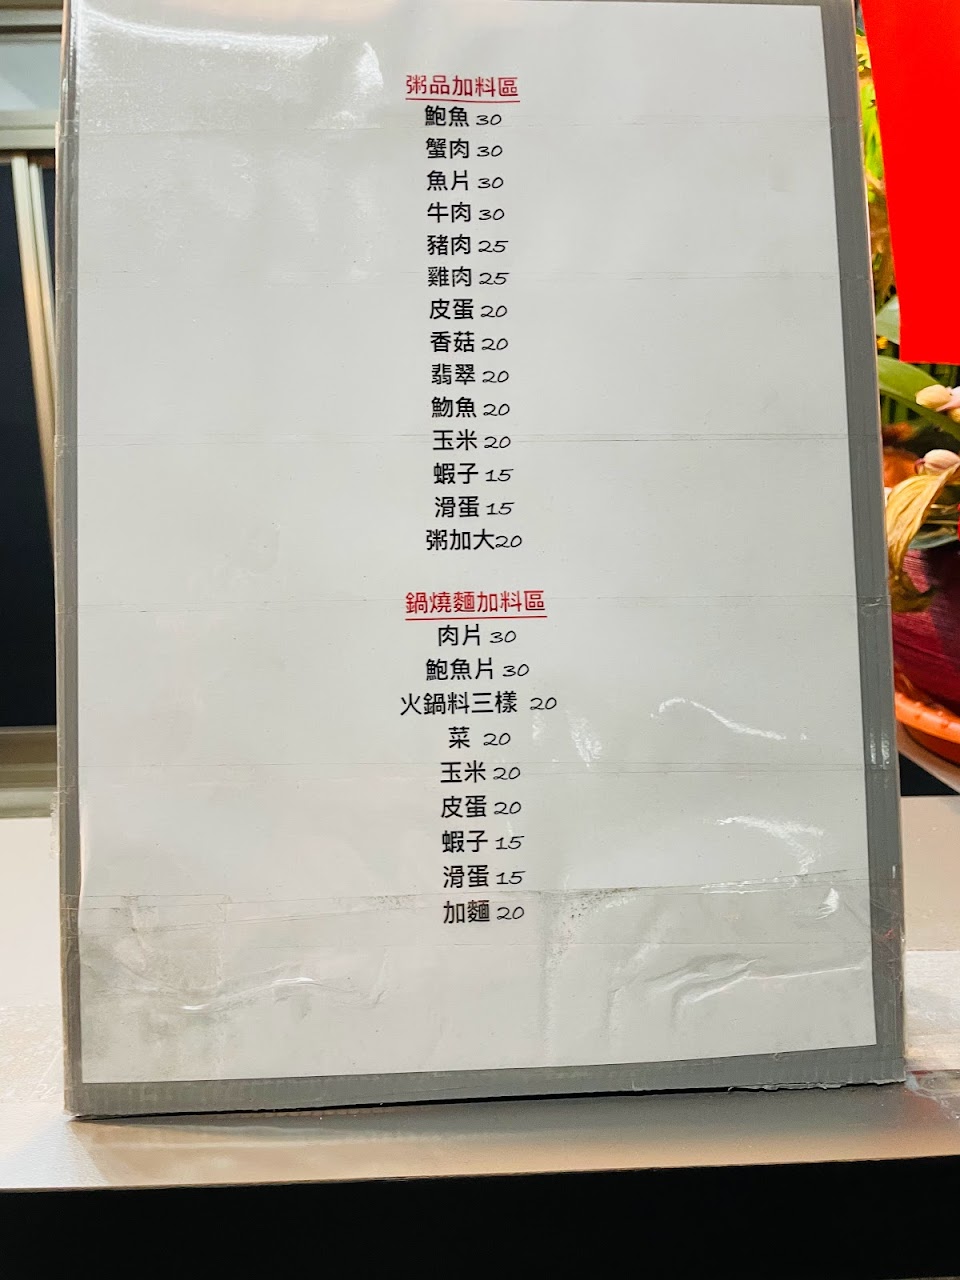 粥品加料區
鮑魚 30
蟹肉 30
魚片 30
牛肉 30
豬肉 25
雞肉 25
皮蛋 20
香菇 20
翡翠 20
魩魚 20
玉米 20
蝦子 15
滑蛋 15
粥加大20
鍋燒麵加料區
肉片 30
鮑魚片 30
火鍋料三樣 20
菜 20
玉米 20
皮蛋 20
蝦子 15
滑蛋 15
加麵 20